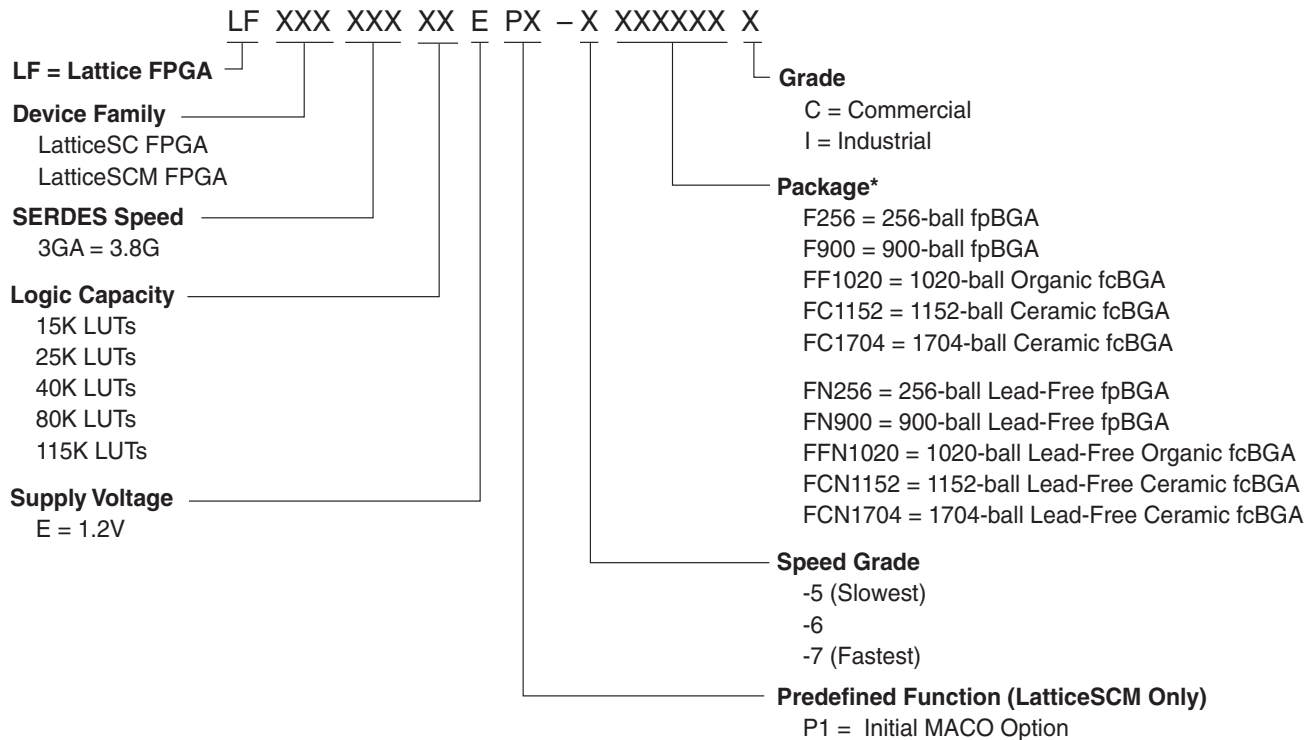 LF XXX XXX XX E PX – X XXXXXX X
LF = Lattice FPGA
Device Family
LatticeSC FPGA
LatticeSCM FPGA
SERDES Speed
3GA = 3.8G
Logic Capacity
15K LUTs
25K LUTs
40K LUTs
80K LUTs
115K LUTs
Supply Voltage
E = 1.2V
Grade
C = Commercial
I = Industrial
Package*
F256 = 256-ball fpBGA
F900 = 900-ball fpBGA
FF1020 = 1020-ball Organic fcBGA
FC1152 = 1152-ball Ceramic fcBGA
FC1704 = 1704-ball Ceramic fcBGA
FN256 = 256-ball Lead-Free fpBGA
FN900 = 900-ball Lead-Free fpBGA
FFN1020 = 1020-ball Lead-Free Organic fcBGA
FCN1152 = 1152-ball Lead-Free Ceramic fcBGA
FCN1704 = 1704-ball Lead-Free Ceramic fcBGA
Speed Grade
-5 (Slowest)
-6
-7 (Fastest)
Predefined Function (LatticeSCM Only)
P1 = Initial MACO Option